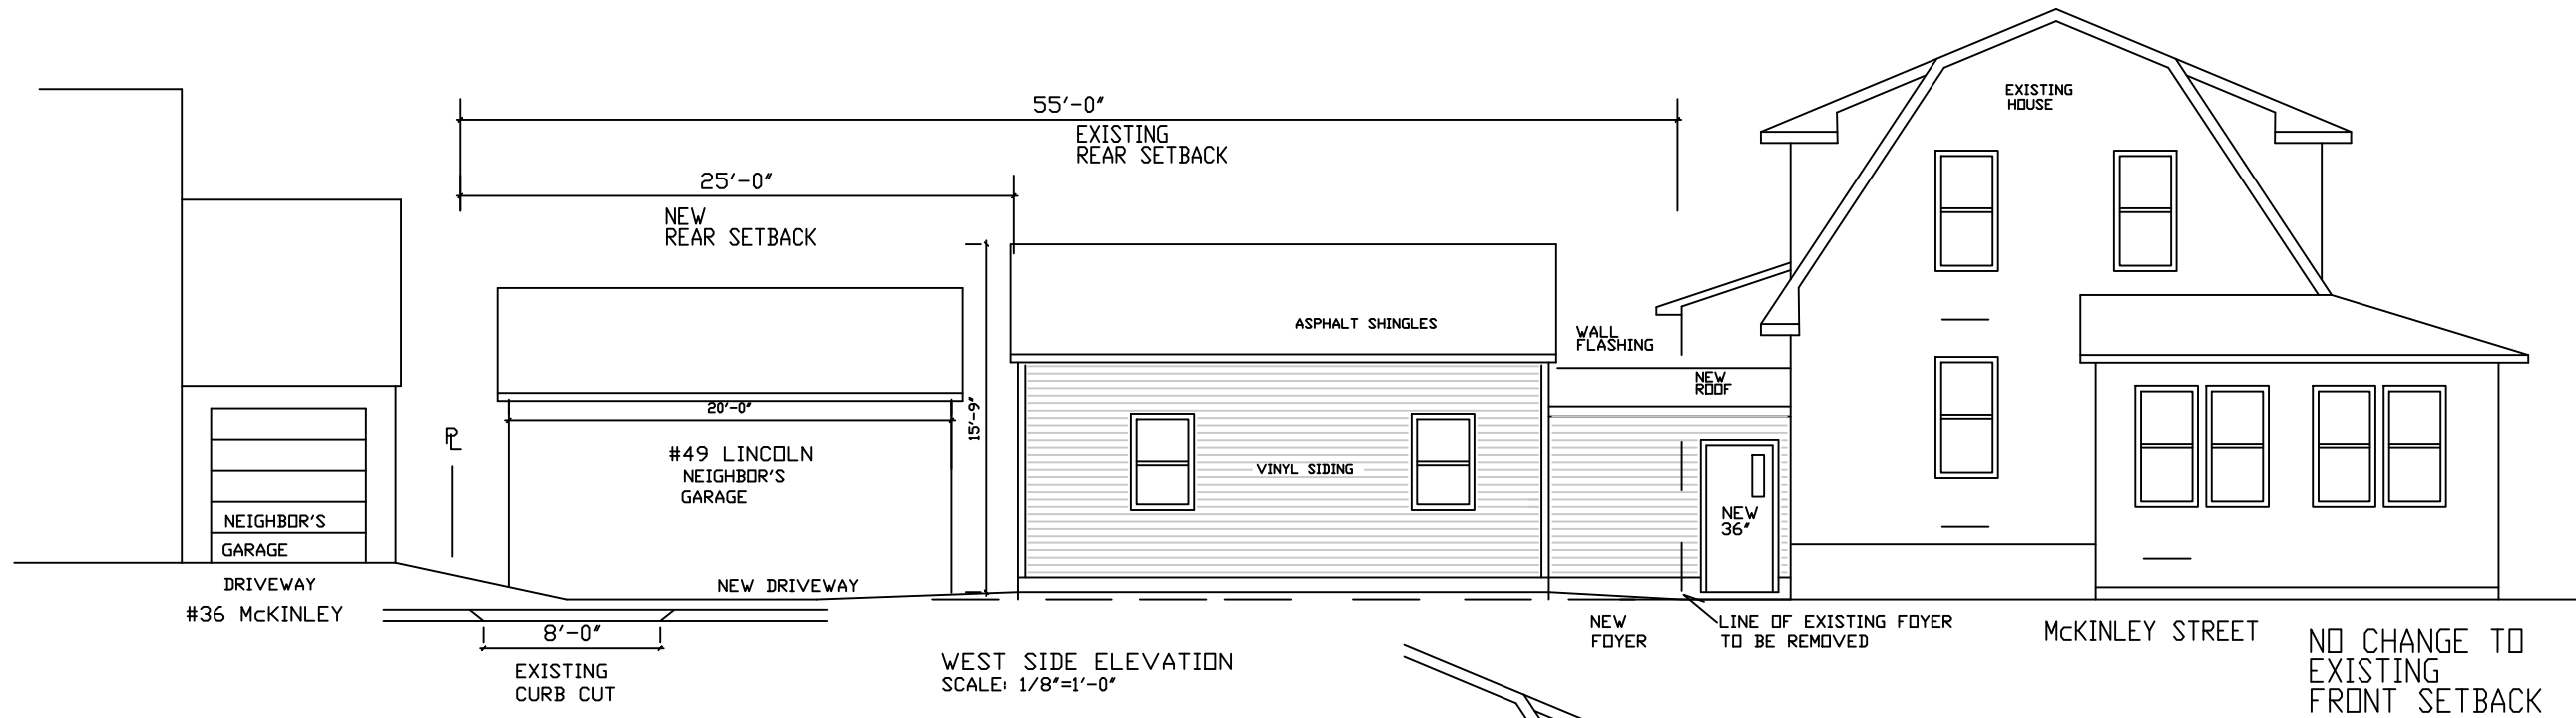 55'-0"
EXISTING
REAR SETBACK
25'-0"
NEW
REAR SETBACK
EXISTING
HOUSE
ASPHALT SHINGLES
WALL
FLASHING
NEW
ROOF
20'-0"
15'-9"
PL
#49 LINCOLN
NEIGHBOR'S
GARAGE
VINYL SIDING
NEW
36"
NEIGHBOR'S
GARAGE
DRIVEWAY
#36 McKINLEY
NEW DRIVEWAY
8'-0"
EXISTING
CURB CUT
WEST SIDE ELEVATION
SCALE: 1/8"=1'-0"
NEW
FOYER
LINE OF EXISTING FOYER
TO BE REMOVED
McKINLEY STREET
NO CHANGE TO
EXISTING
FRONT SETBACK